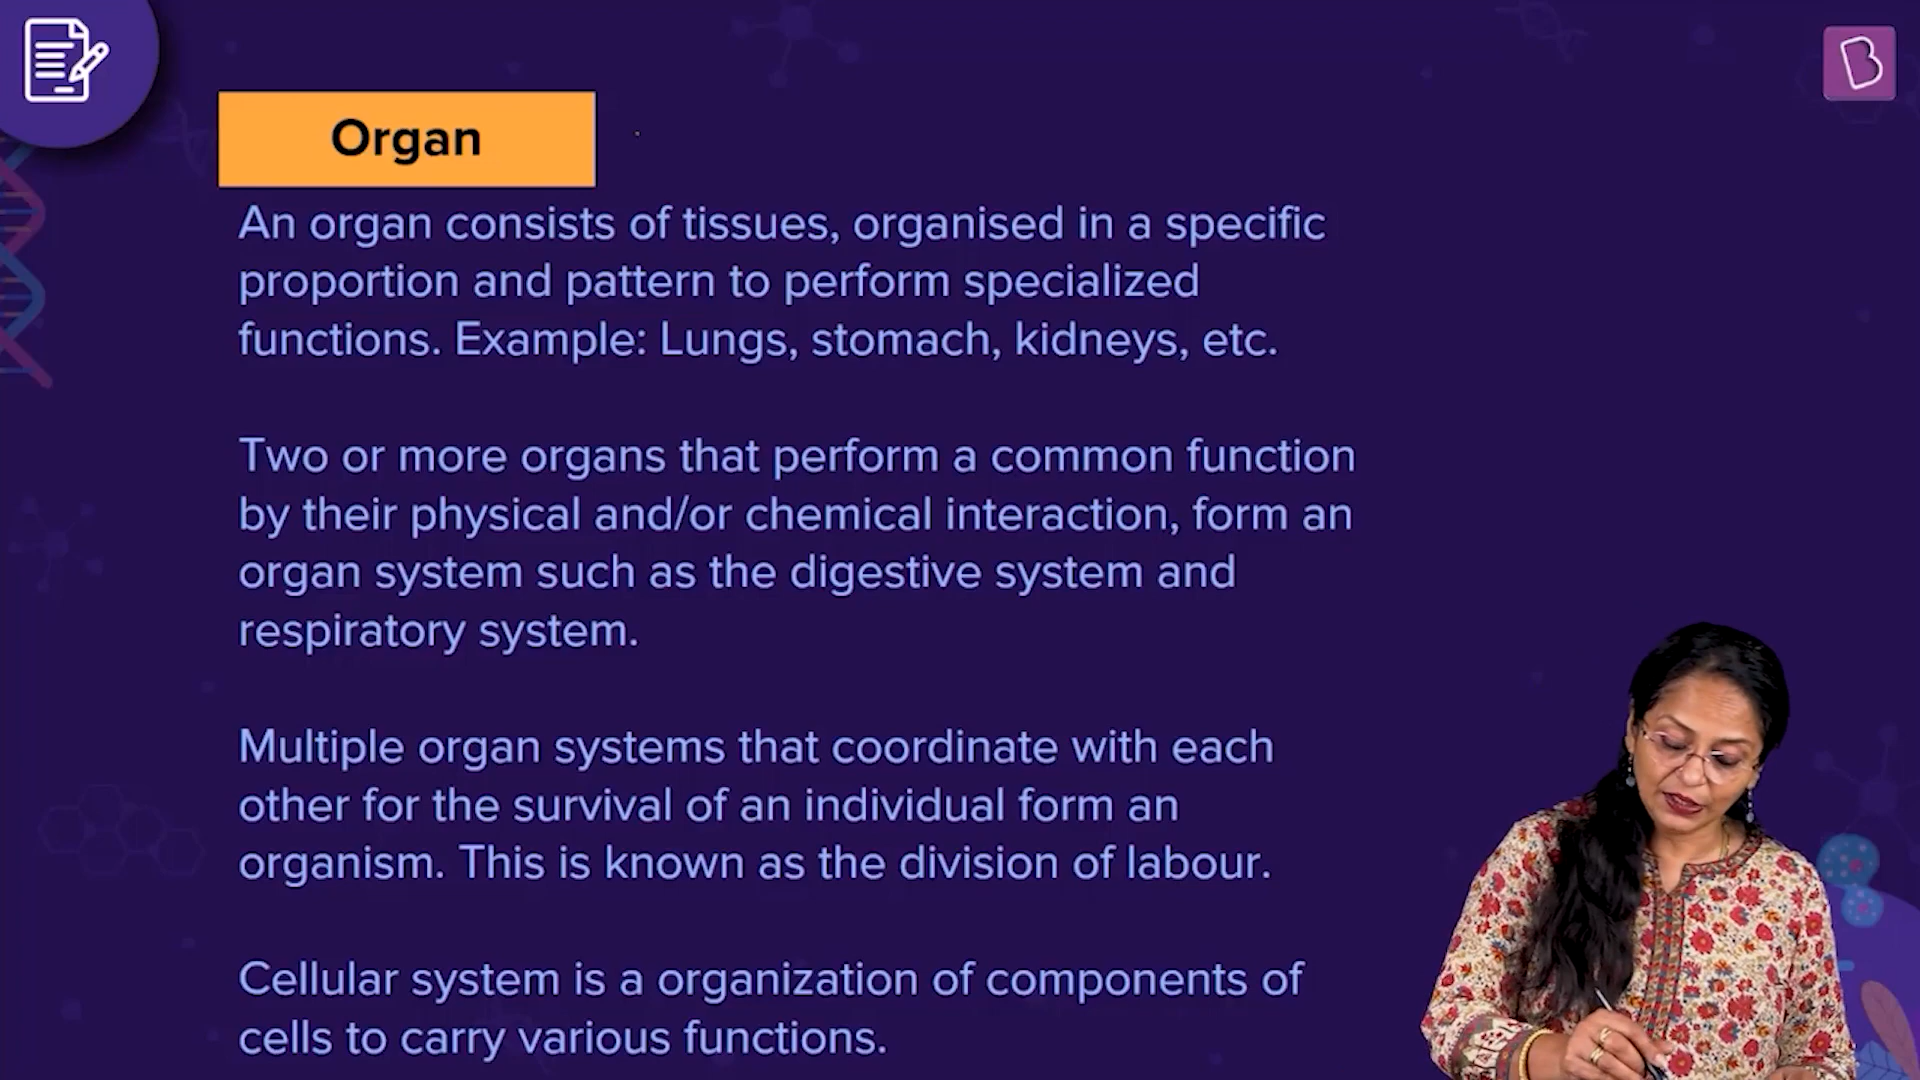 Organ
An organ consists of tissues, organised in a specific
proportion and pattern to perform specialized
functions. Example: Lungs, stomach, kidneys, etc.
Two or more organs that perform a common function
by their physical and/or chemical interaction, form an
organ system such as the digestive system and
respiratory system.
Multiple organ systems that coordinate with each
other for the survival of an individual form an
organism. This is known as the division of labour.
Cellular system is a organization of components of
cells to carry various functions.
B